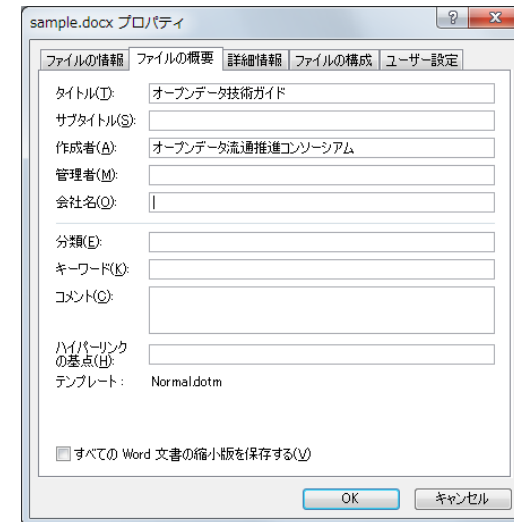 sample.docx プロパティ
ファイルの情報 ファイルの概要 詳細情報 ファイルの構成 ユーザー設定
タイトル(T): オープンデータ技術ガイド
サブタイトル(S):
作成者(A): オープンデータ流通推進コンソーシアム
管理者(M):
会社名(O):
分類(E):
キーワード(K):
コメント(C):
ハイパーリンク
の基点(H):
テンプレート: Normal.dotm
すべての Word 文書の縮小版を保存する(V)
OK キャンセル